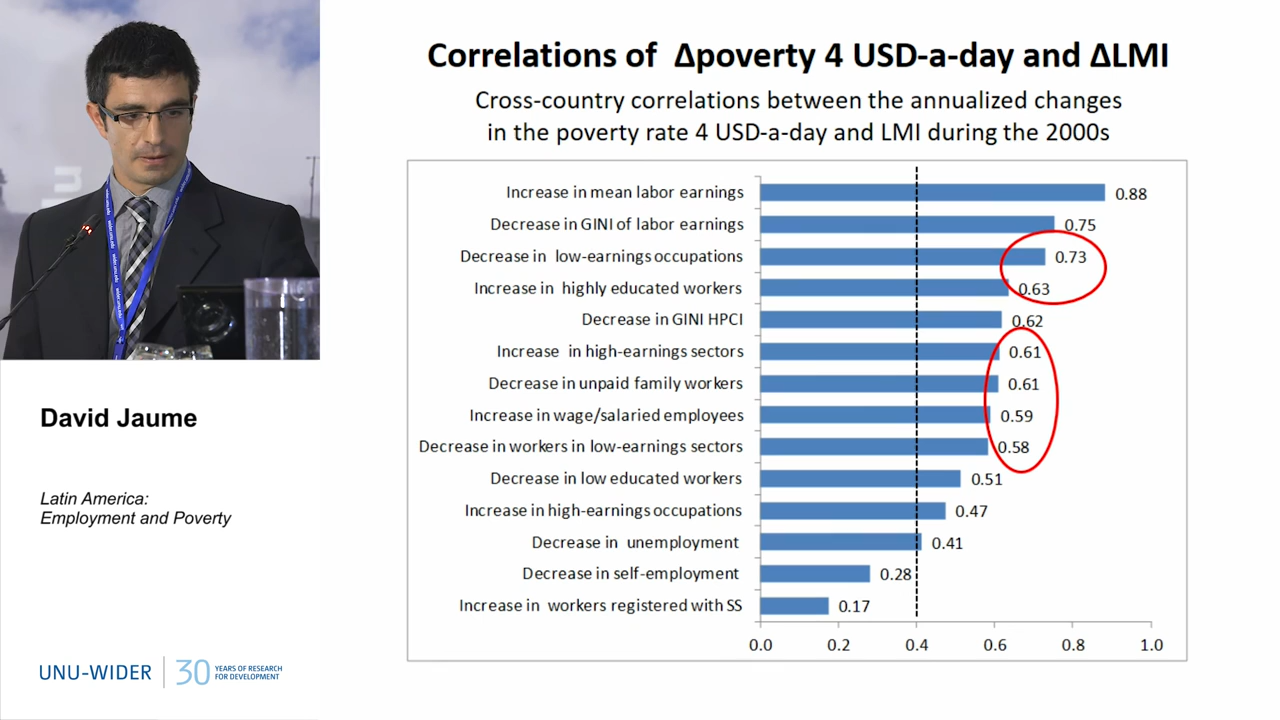 Correlations of Δpoverty 4 USD-a-day and ΔLMI
Cross-country correlations between the annualized changes
in the poverty rate 4 USD-a-day and LMI during the 2000s
Increase in mean labor earnings 0.88
Decrease in GINI of labor earnings 0.75
Decrease in low-earnings occupations 0.73
Increase in highly educated workers 0.63
Decrease in GINI HPCI 0.62
Increase in high-earnings sectors 0.61
Decrease in unpaid family workers 0.61
Increase in wage/salaried employees 0.59
Decrease in workers in low-earnings sectors 0.58
Decrease in low educated workers 0.51
Increase in high-earnings occupations 0.47
Decrease in unemployment 0.41
Decrease in self-employment 0.28
Increase in workers registered with SS 0.17
0.0 0.2 0.4 0.6 0.8 1.0
David Jaume
Latin America:
Employment and Poverty
UNU-WIDER
30 YEARS OF RESEARCH
FOR DEVELOPMENT